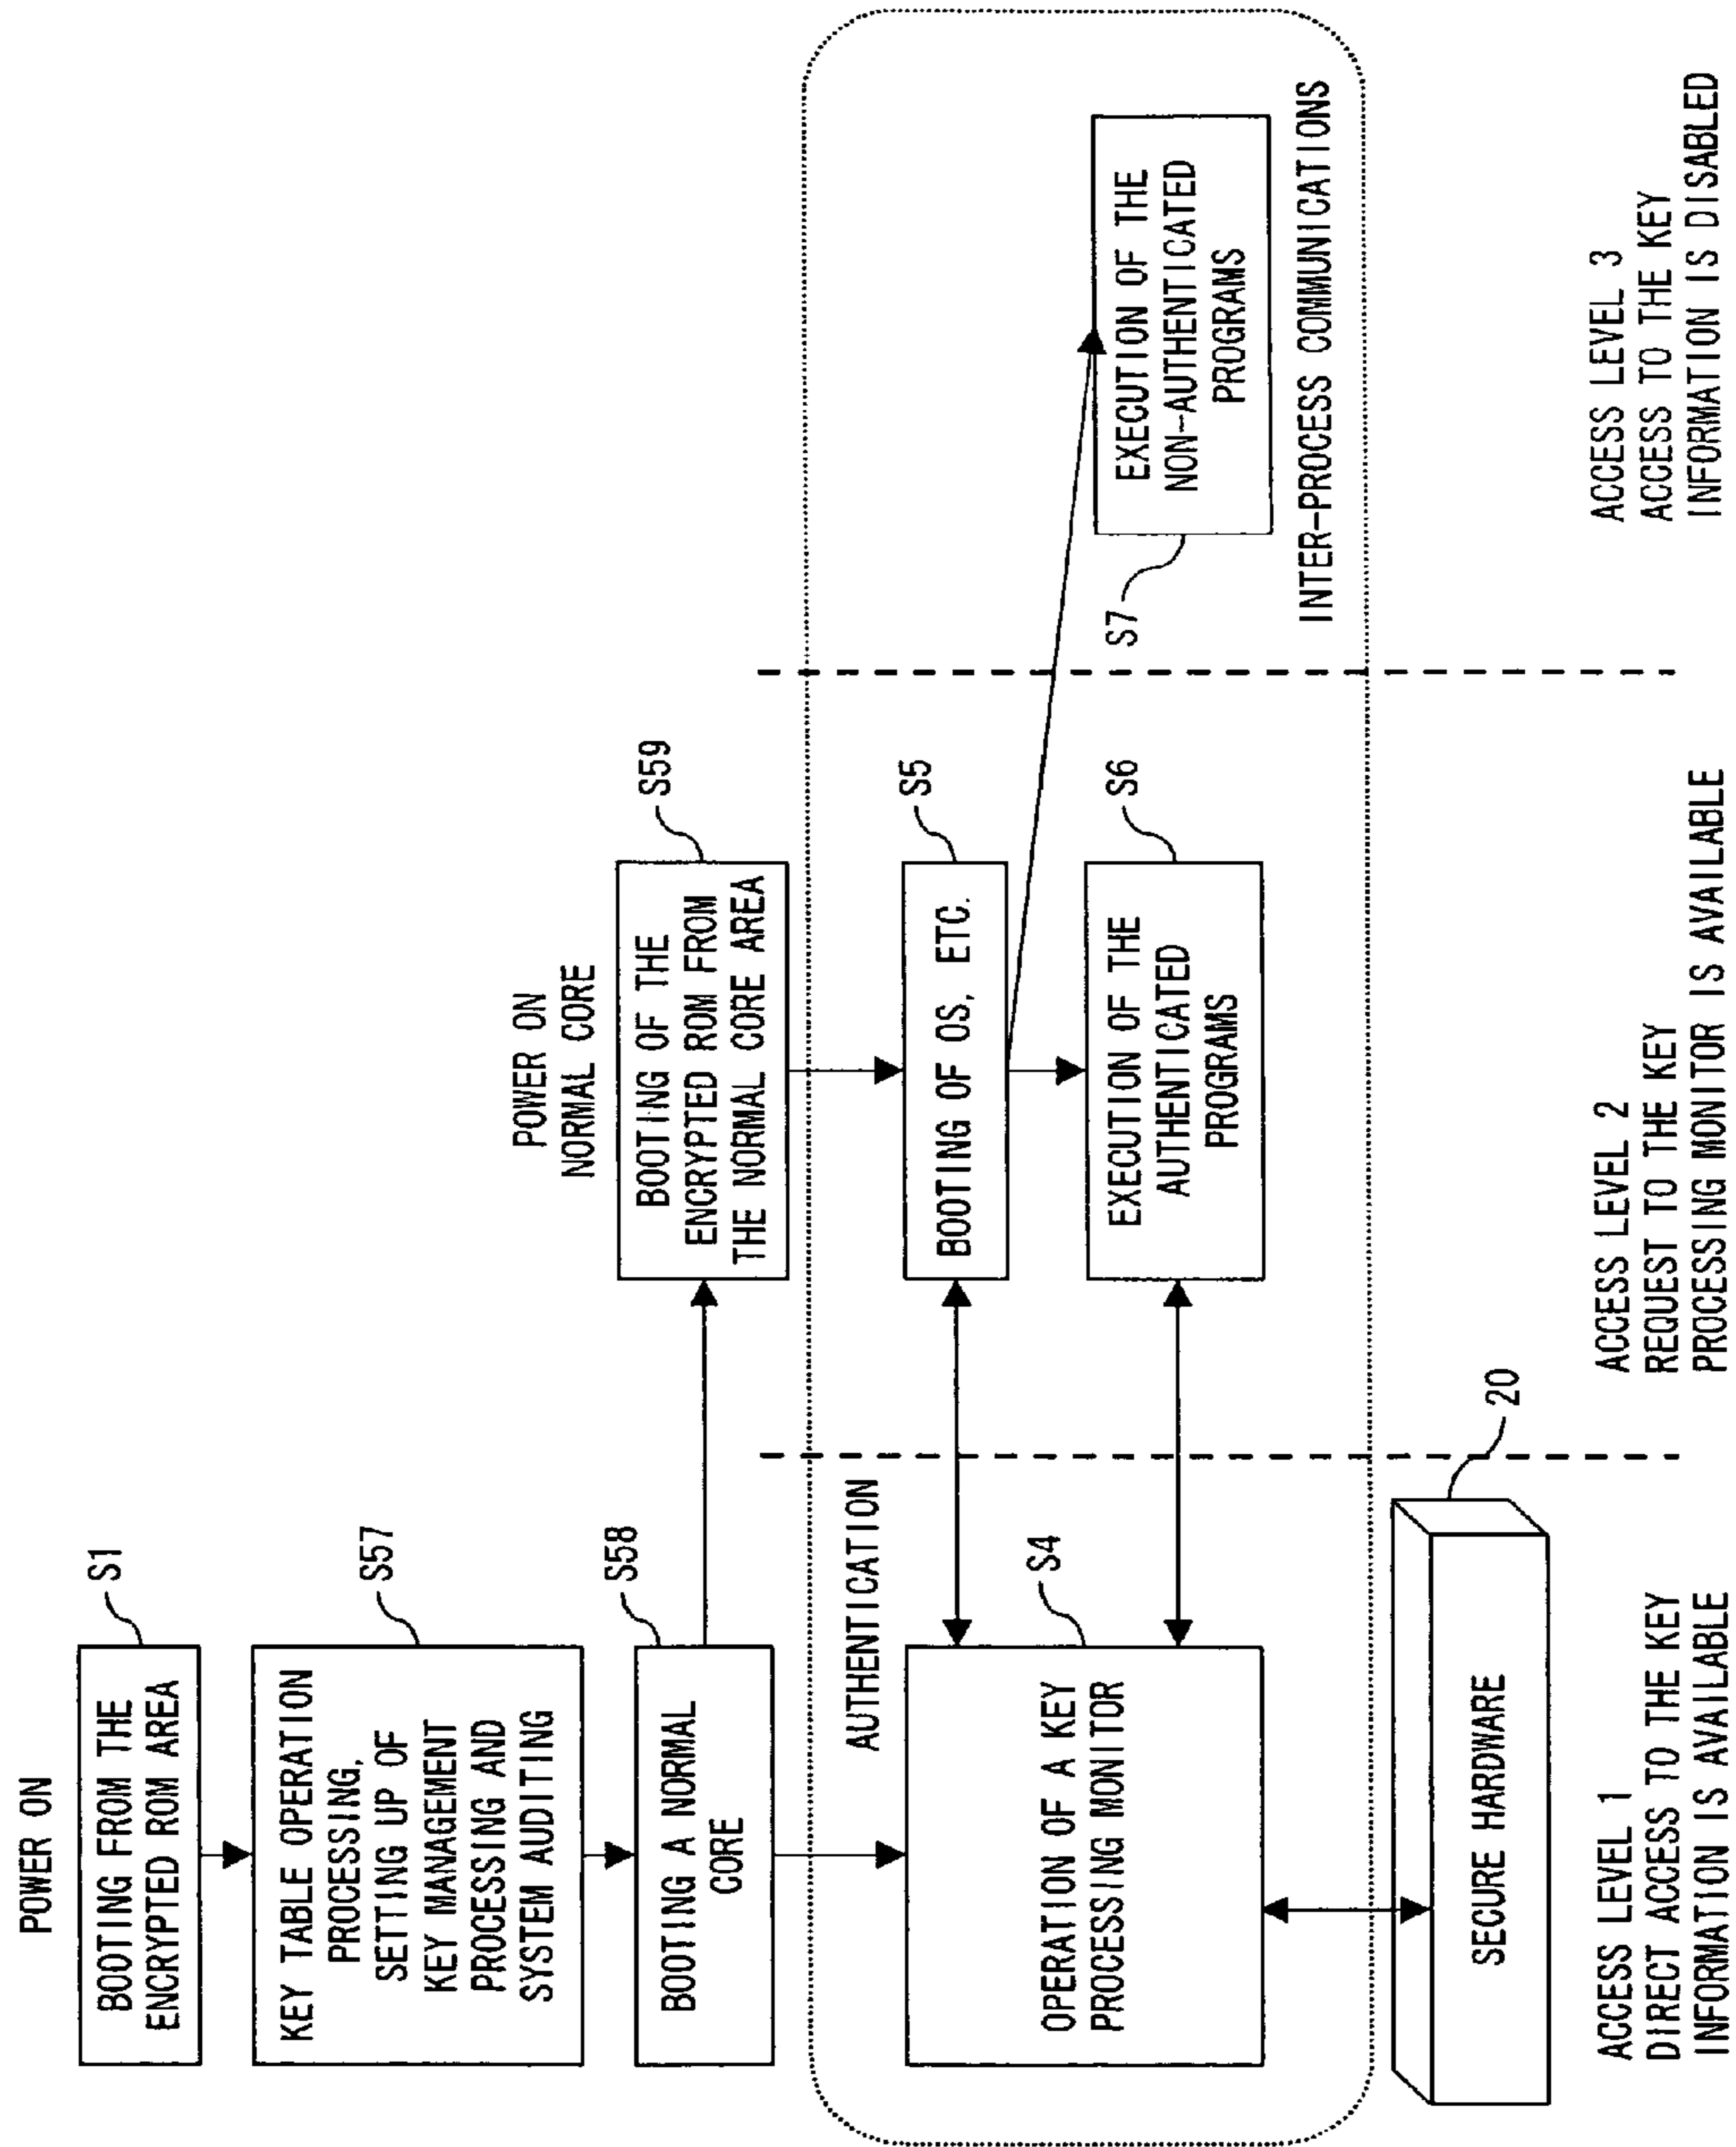 POWER ON
BOOTING FROM THE
ENCRYPTED ROM AREA
S1
KEY TABLE OPERATION
PROCESSING,
SETTING UP OF
KEY MANAGEMENT
PROCESSING AND
SYSTEM AUDITING
S57
BOOTING A NORMAL
CORE
S58
POWER ON
NORMAL CORE
BOOTING OF THE
ENCRYPTED ROM FROM
THE NORMAL CORE AREA
S59
AUTHENTICATION
OPERATION OF A KEY
PROCESSING MONITOR
S4
BOOTING OF OS, ETC.
S5
EXECUTION OF THE
AUTHENTICATED
PROGRAMS
S6
EXECUTION OF THE
NON-AUTHENTICATED
PROGRAMS
S7
INTER-PROCESS COMMUNICATIONS
SECURE HARDWARE
20
ACCESS LEVEL 1
DIRECT ACCESS TO THE KEY
INFORMATION IS AVAILABLE
ACCESS LEVEL 2
REQUEST TO THE KEY
PROCESSING MONITOR IS AVAILABLE
ACCESS LEVEL 3
ACCESS TO THE KEY
INFORMATION IS DISABLED